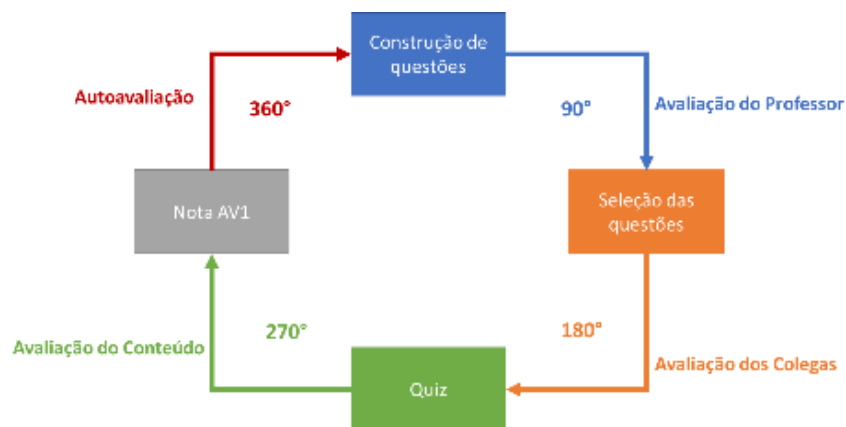 Construção de
questões
Autoavaliação
360°
90°
Avaliação do Professor
Nota AV1
Seleção das
questões
270°
180°
Avaliação do Conteúdo
Avaliação dos Colegas
Quiz